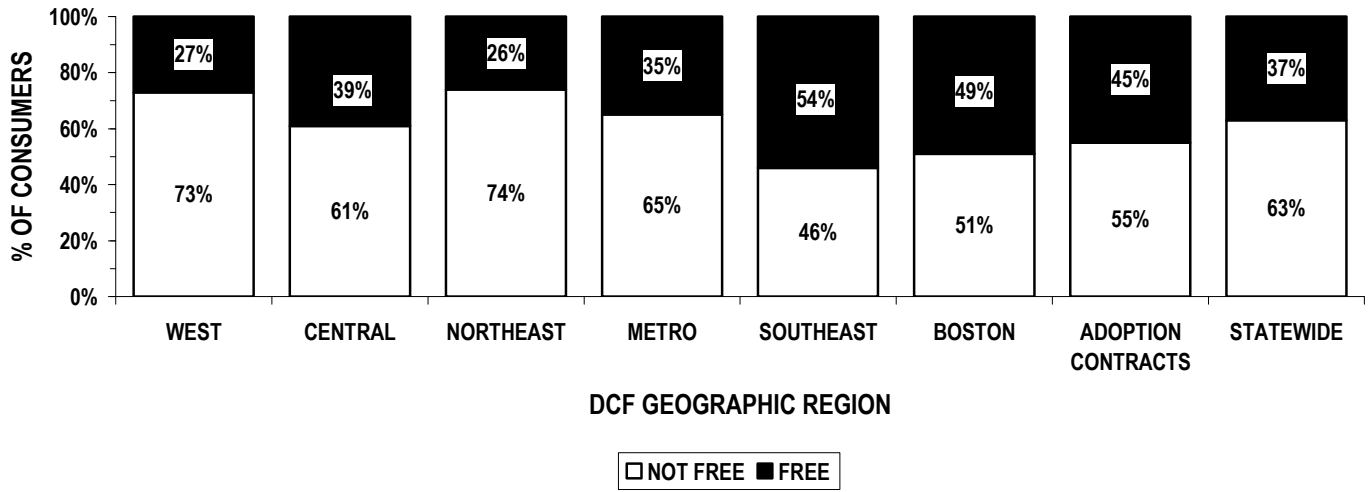 100%
80%
60%
40%
20%
0%
% OF CONSUMERS
27%
39%
26%
35%
54%
49%
45%
37%
73%
61%
74%
65%
46%
51%
55%
63%
WEST
CENTRAL
NORTHEAST
METRO
SOUTHEAST
BOSTON
ADOPTION
CONTRACTS
STATEWIDE
DCF GEOGRAPHIC REGION
NOT FREE
FREE